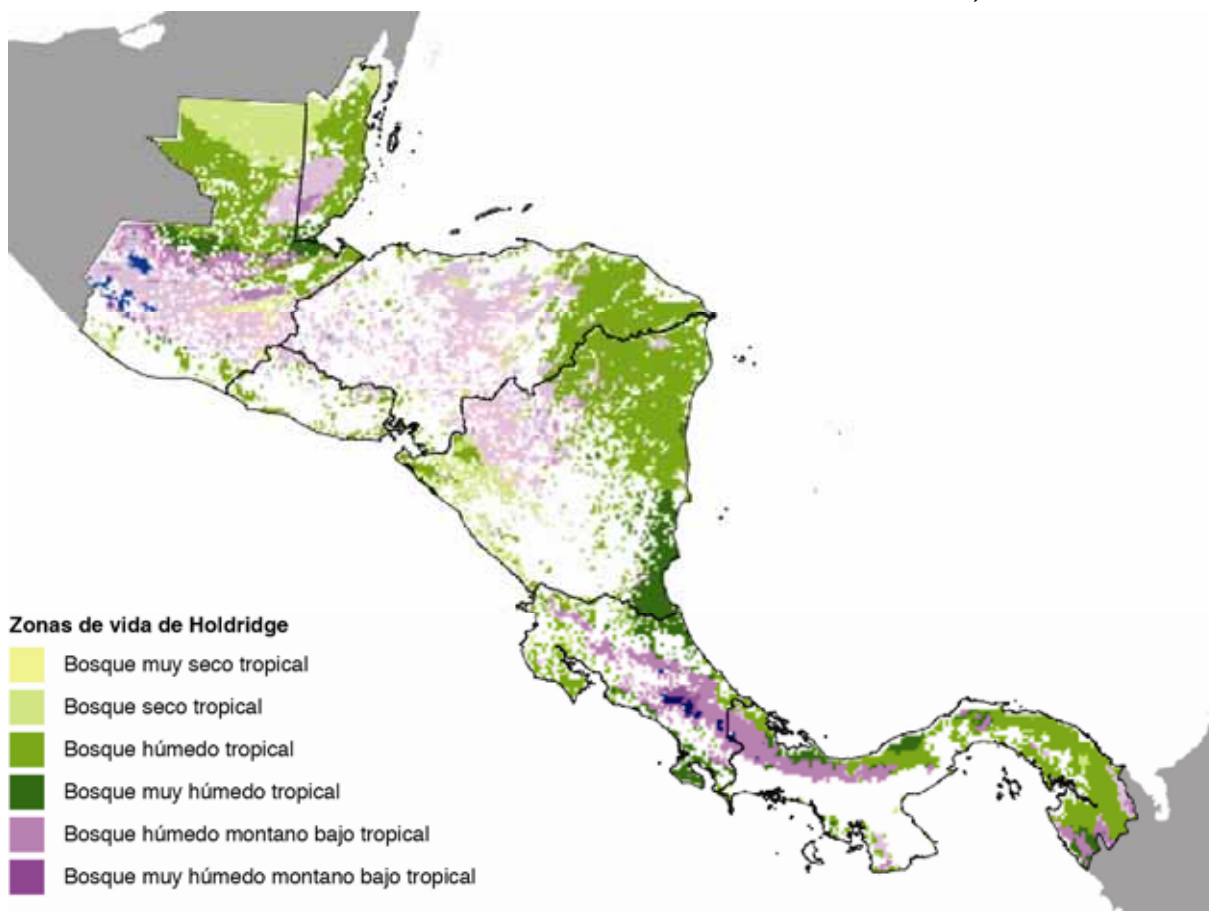 Zonas de vida de Holdridge
Bosque muy seco tropical
Bosque seco tropical
Bosque húmedo tropical
Bosque muy húmedo tropical
Bosque húmedo montano bajo tropical
Bosque muy húmedo montano bajo tropical